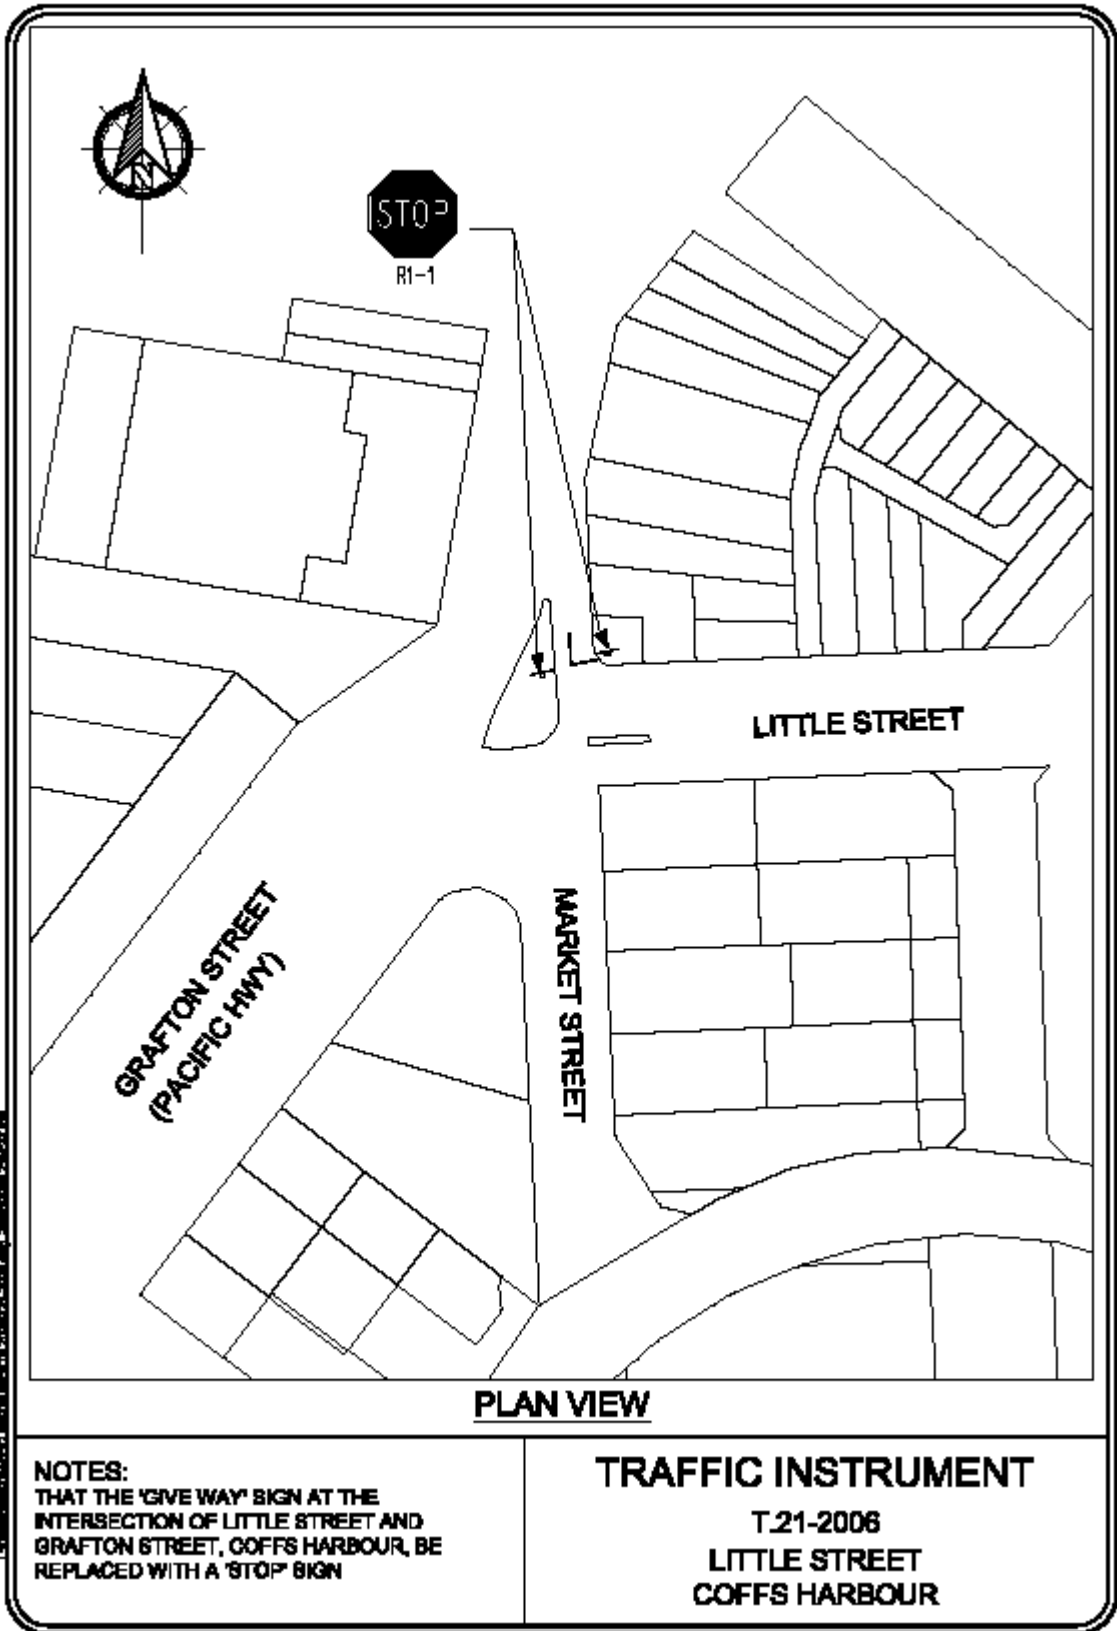 N
STOP
R1-1
LITTLE STREET
MARKET STREET
GRAFTON STREET
(PACIFIC HWY)
PLAN VIEW
NOTES:
THAT THE 'GIVE WAY' SIGN AT THE
INTERSECTION OF LITTLE STREET AND
GRAFTON STREET, COFFS HARBOUR, BE
REPLACED WITH A 'STOP' SIGN
TRAFFIC INSTRUMENT
T.21-2006
LITTLE STREET
COFFS HARBOUR